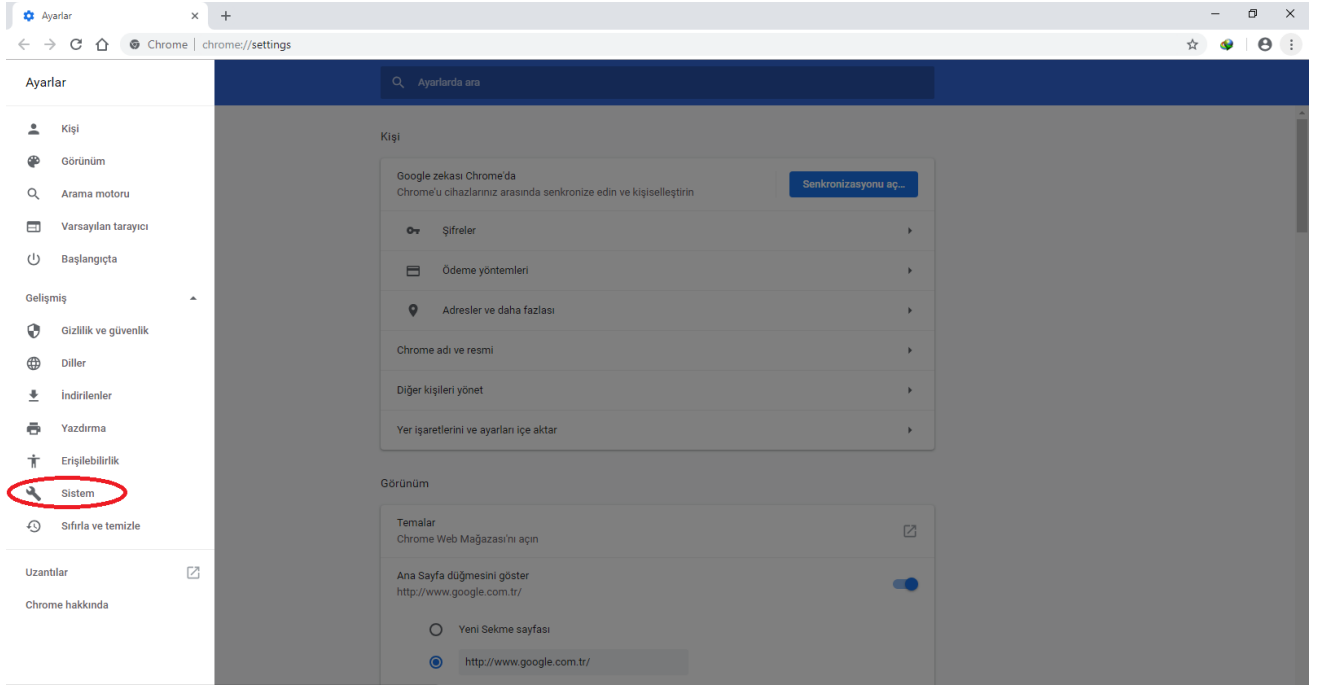 Ayarlar
Chrome | chrome://settings
Ayarlar
Kişi
Görünüm
Arama motoru
Varsayılan tarayıcı
Başlangıçta
Gelişmiş
Gizlilik ve güvenlik
Diller
İndirilenler
Yazdırma
Erişilebilirlik
Sistem
Sıfırla ve temizle
Uzantılar
Chrome hakkında
Ayarlarda ara
Kişi
Google zekası Chrome'da
Chrome'u cihazlarınız arasında senkronize edin ve kişiselleştirin
Senkronizasyonu aç...
Şifreler
Ödeme yöntemleri
Adresler ve daha fazlası
Chrome adı ve resmi
Diğer kişileri yönet
Yer işaretlerini ve ayarları içe aktar
Görünüm
Temalar
Chrome Web Mağazası'nı açın
Ana Sayfa düğmesini göster
http://www.google.com.tr/
Yeni Sekme sayfası
http://www.google.com.tr/